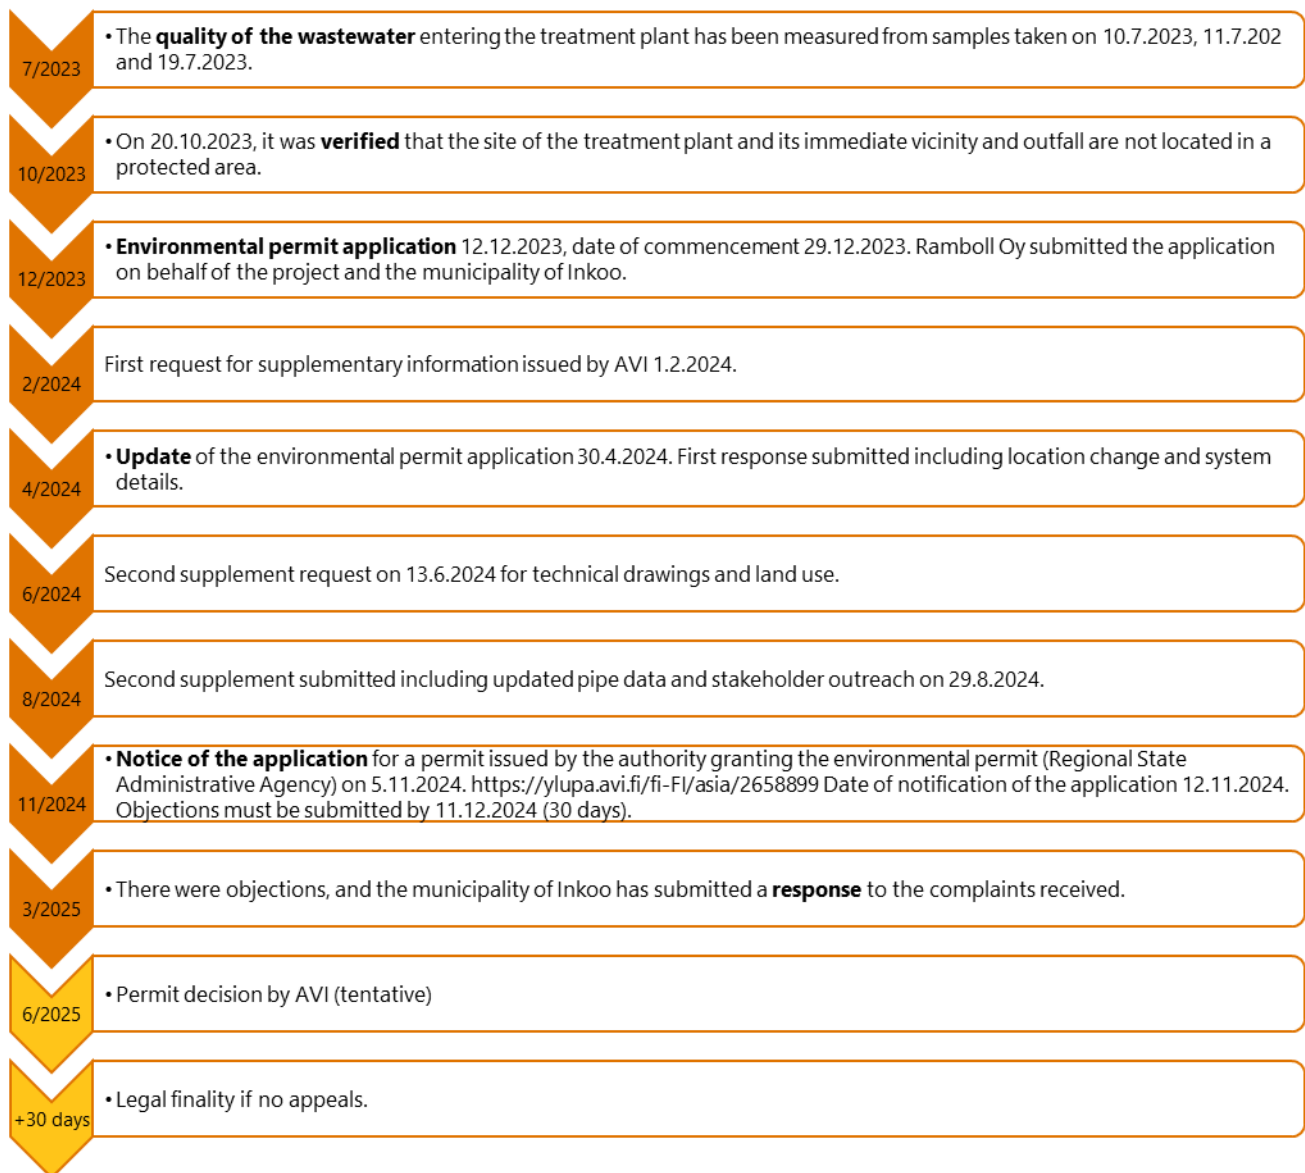 7/2023
• The quality of the wastewater entering the treatment plant has been measured from samples taken on 10.7.2023, 11.7.202
and 19.7.2023.
10/2023
• On 20.10.2023, it was verified that the site of the treatment plant and its immediate vicinity and outfall are not located in a
protected area.
12/2023
• Environmental permit application 12.12.2023, date of commencement 29.12.2023. Ramboll Oy submitted the application
on behalf of the project and the municipality of Inkoo.
2/2024
First request for supplementary information issued by AVI 1.2.2024.
4/2024
• Update of the environmental permit application 30.4.2024. First response submitted including location change and system
details.
6/2024
Second supplement request on 13.6.2024 for technical drawings and land use.
8/2024
Second supplement submitted including updated pipe data and stakeholder outreach on 29.8.2024.
11/2024
• Notice of the application for a permit issued by the authority granting the environmental permit (Regional State
Administrative Agency) on 5.11.2024. https://ylupa.avi.fi/fi-FI/asia/2658899 Date of notification of the application 12.11.2024.
Objections must be submitted by 11.12.2024 (30 days).
3/2025
• There were objections, and the municipality of Inkoo has submitted a response to the complaints received.
6/2025
• Permit decision by AVI (tentative)
+30 days
• Legal finality if no appeals.